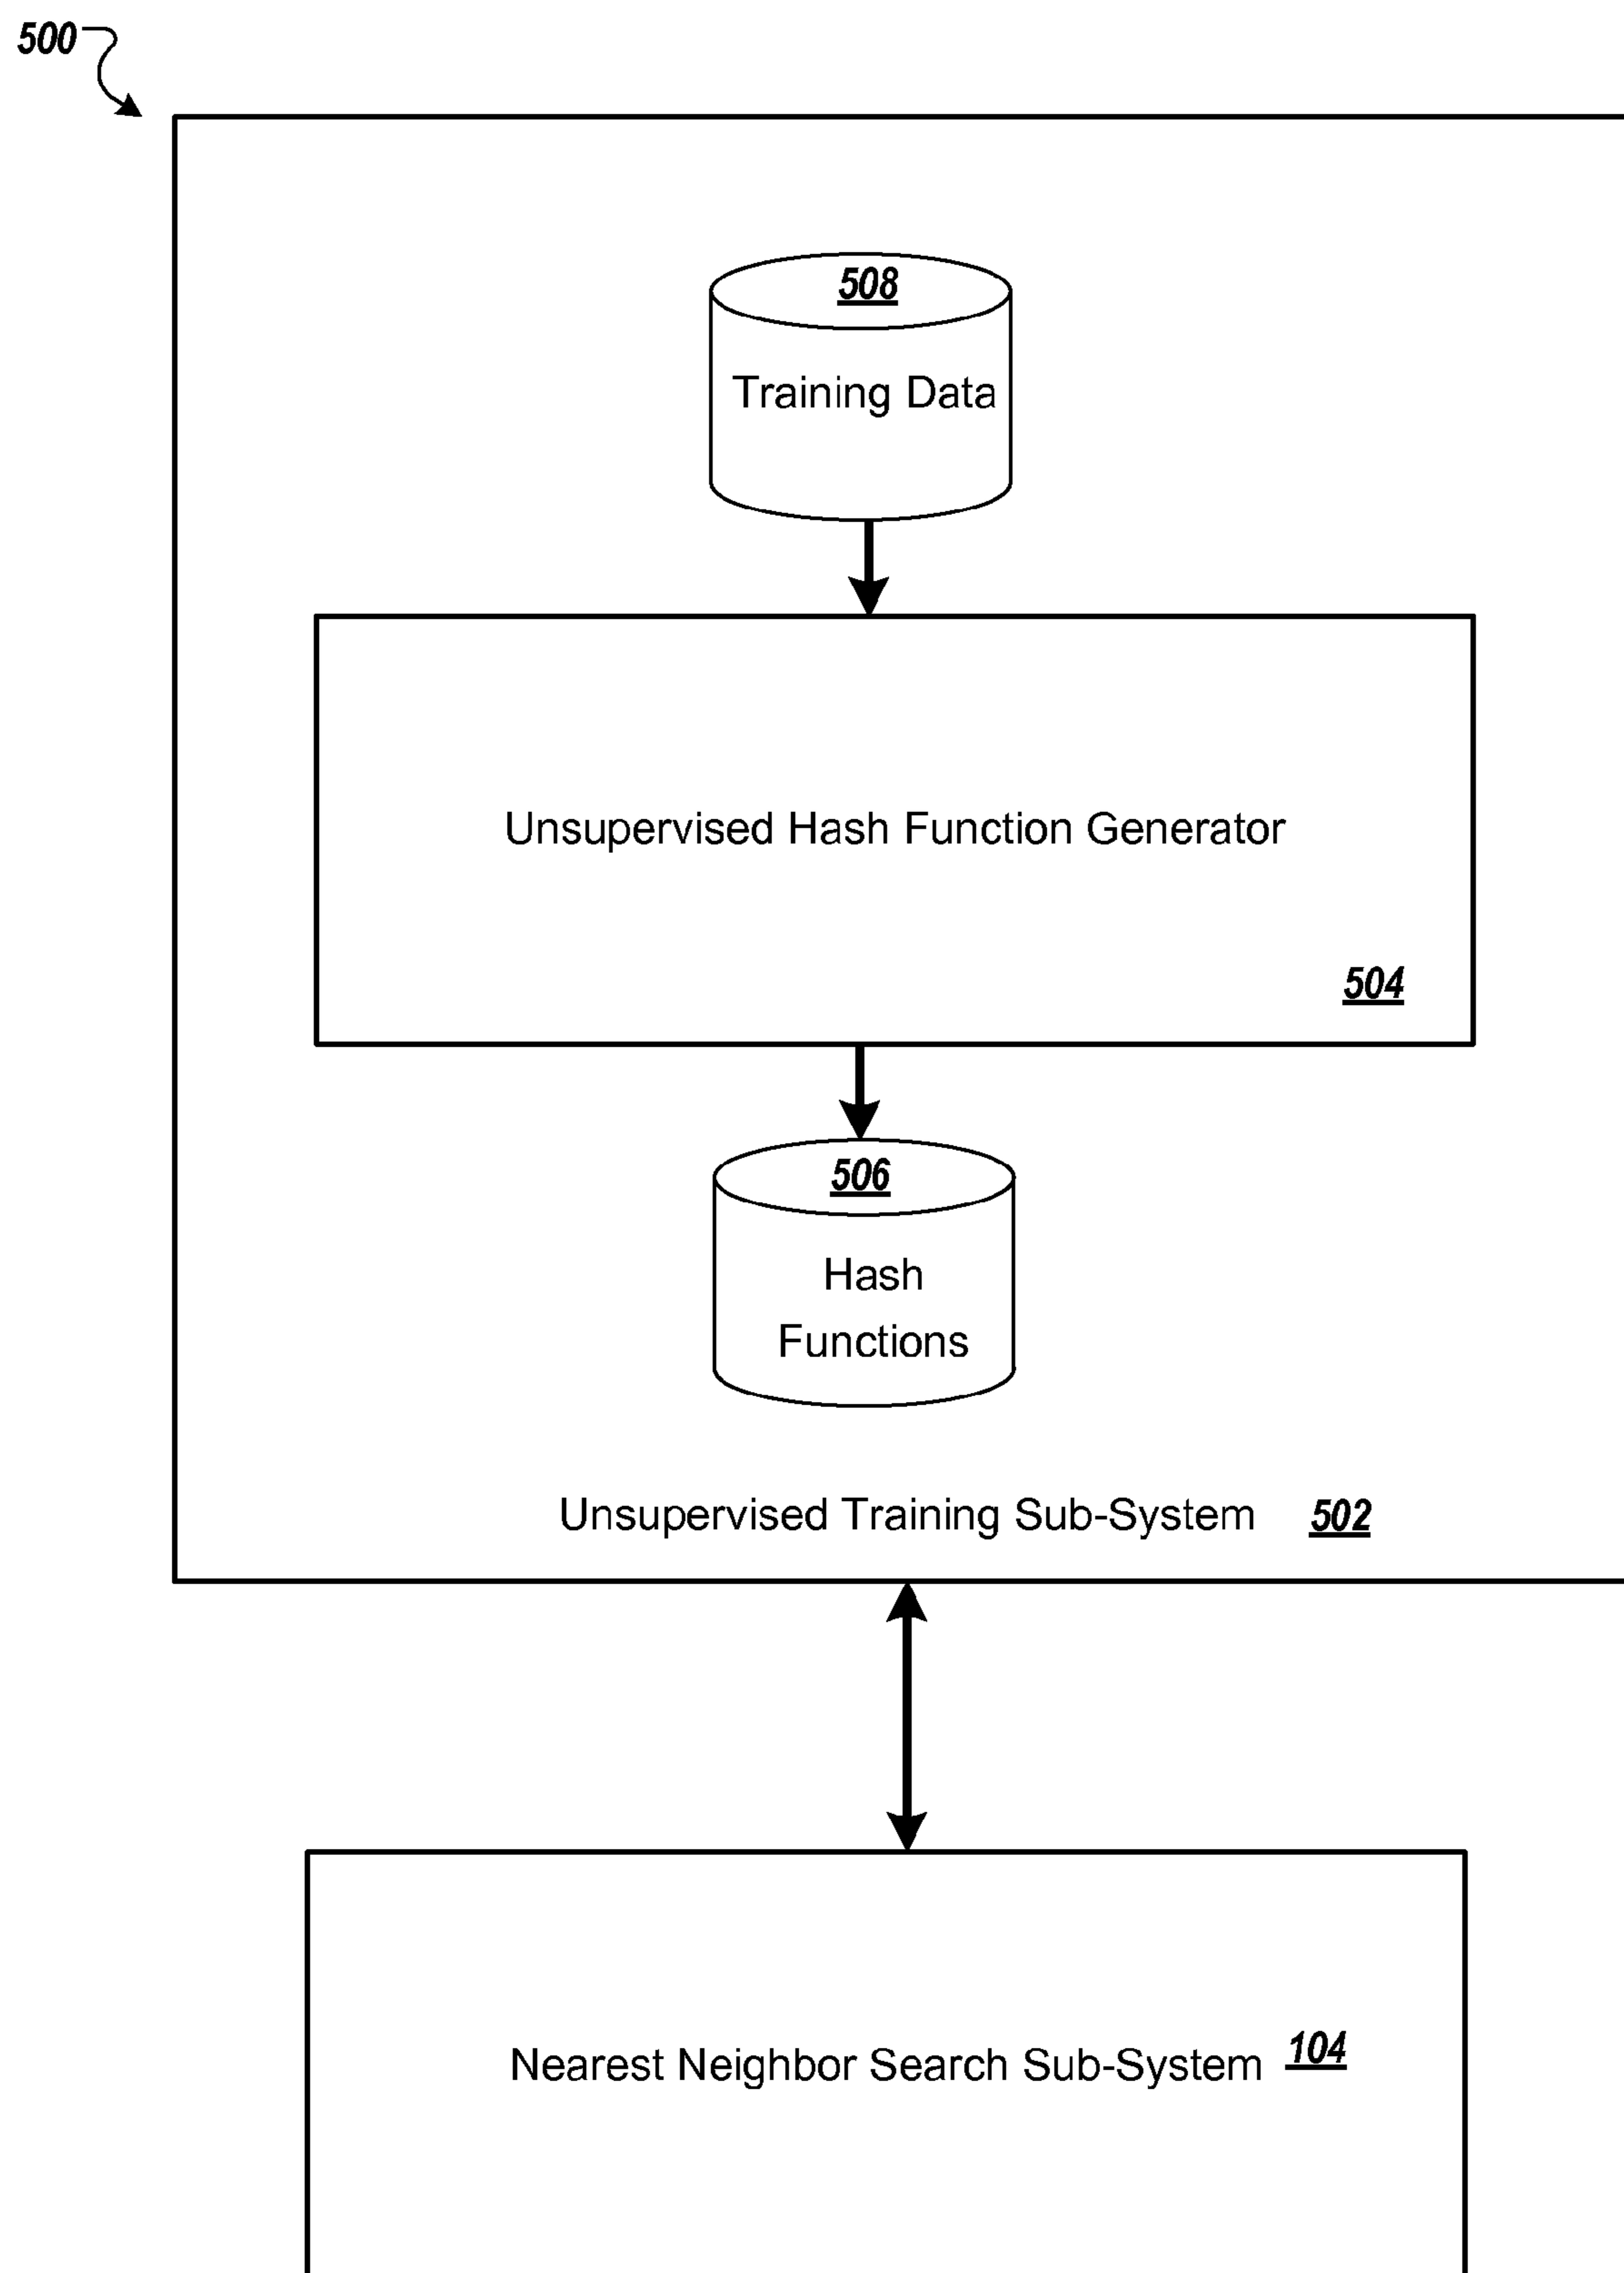 500
508
Training Data
Unsupervised Hash Function Generator
504
506
Hash
Functions
Unsupervised Training Sub-System 502
Nearest Neighbor Search Sub-System 104